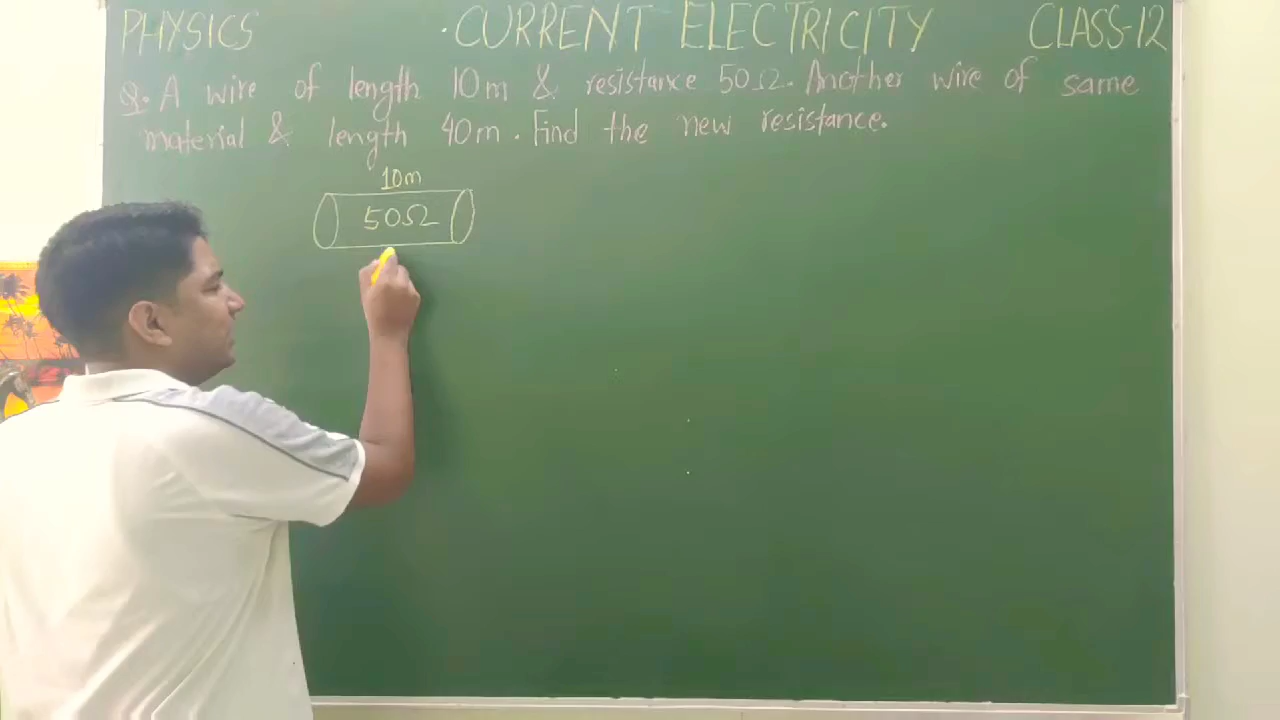 PHYSICS · CURRENT ELECTRICITY CLASS-12
Q. A wire of length 10m & resistance 50Ω. Another wire of same
material & length 40m. Find the new resistance.
10m
50Ω